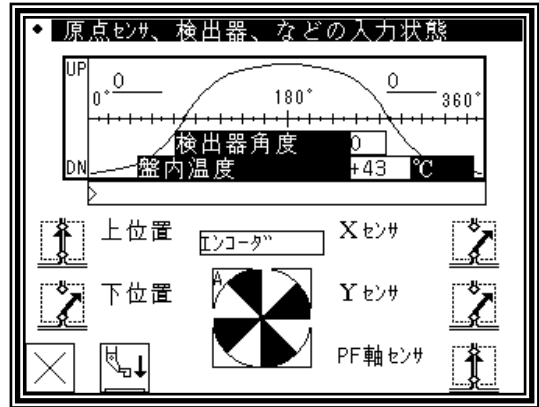 原点ｾﾝｻ、検出器、などの入力状態
UP
0° 0 180° 0 360°
検出器角度 0
DN 盤内温度 +43 ℃
上位置 ｴﾝｺｰﾀﾞ Xｾﾝｻ
A
下位置 Yｾﾝｻ
PF軸ｾﾝｻ